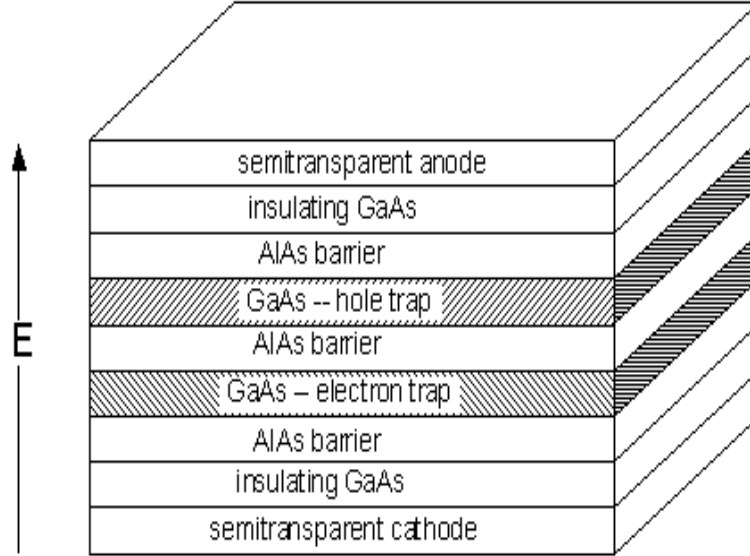 semitransparent anode
insulating GaAs
AlAs barrier
GaAs -- hole trap
AlAs barrier
E
GaAs – electron trap
AlAs barrier
insulating GaAs
semitransparent cathode